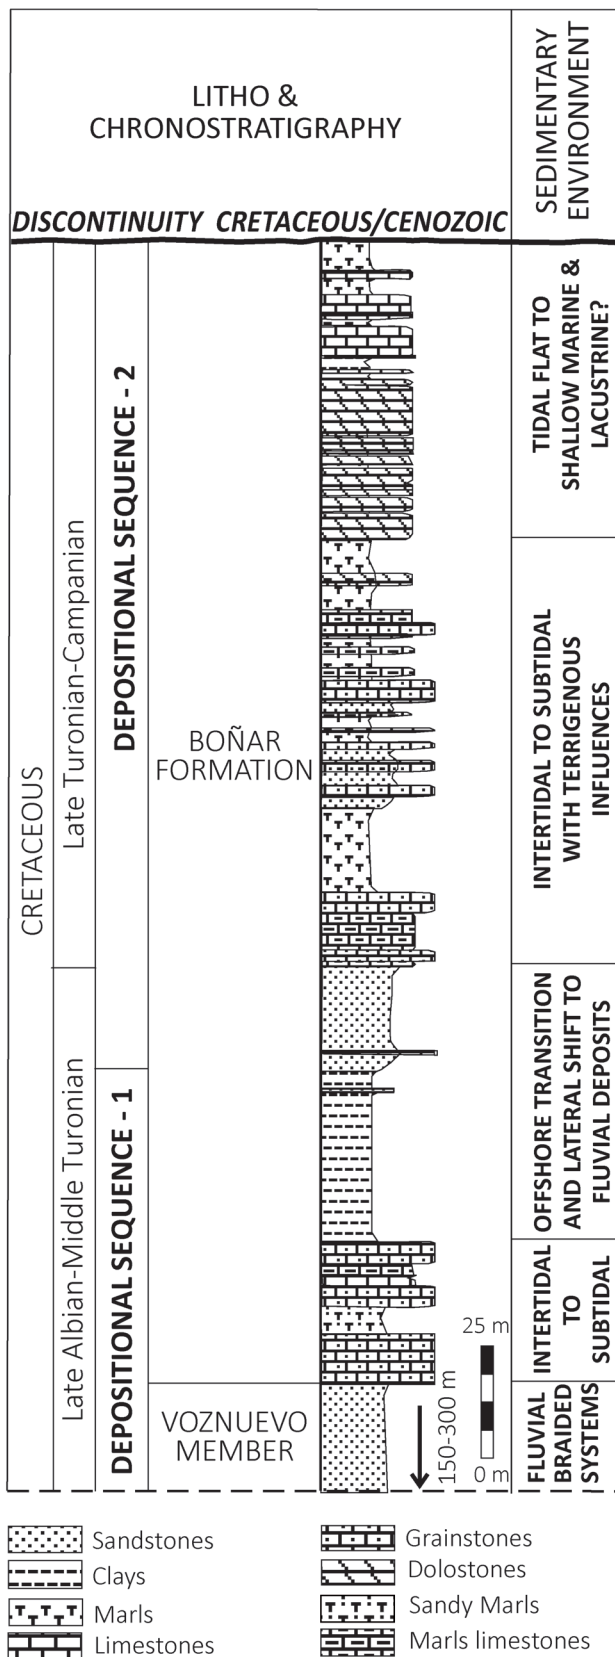 LITHO &
CHRONOSTRATIGRAPHY
SEDIMENTARY
ENVIRONMENT
DISCONTINUITY CRETACEOUS/CENOZOIC
CRETACEOUS
Late Turonian-Campanian
Late Albian-Middle Turonian
DEPOSITIONAL SEQUENCE - 2
DEPOSITIONAL SEQUENCE - 1
BOÑAR
FORMATION
VOZNUEVO
MEMBER
TIDAL FLAT TO
SHALLOW MARINE &
LACUSTRINE?
INTERTIDAL TO SUBTIDAL
WITH TERRIGENOUS
INFLUENCES
OFFSHORE TRANSITION
AND LATERAL SHIFT TO
FLUVIAL DEPOSITS
INTERTIDAL
TO
SUBTIDAL
FLUVIAL
BRAIDED
SYSTEMS
25 m
0 m
150-300 m
Sandstones
Clays
Marls
Limestones
Grainstones
Dolostones
Sandy Marls
Marls limestones